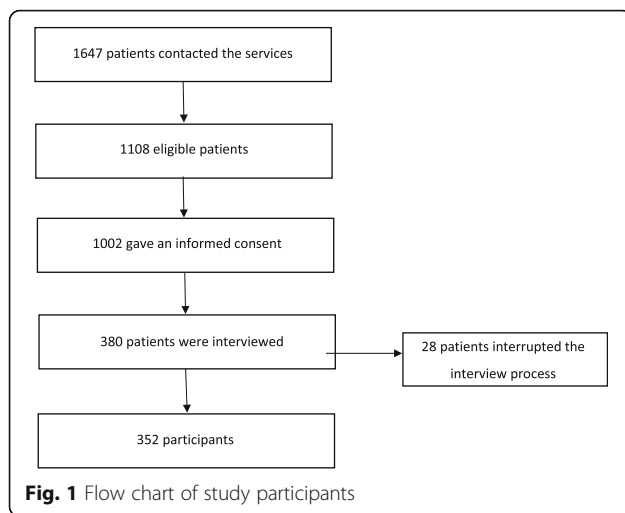 1647 patients contacted the services
1108 eligible patients
1002 gave an informed consent
380 patients were interviewed
28 patients interrupted the
interview process
352 participants
Fig. 1 Flow chart of study participants